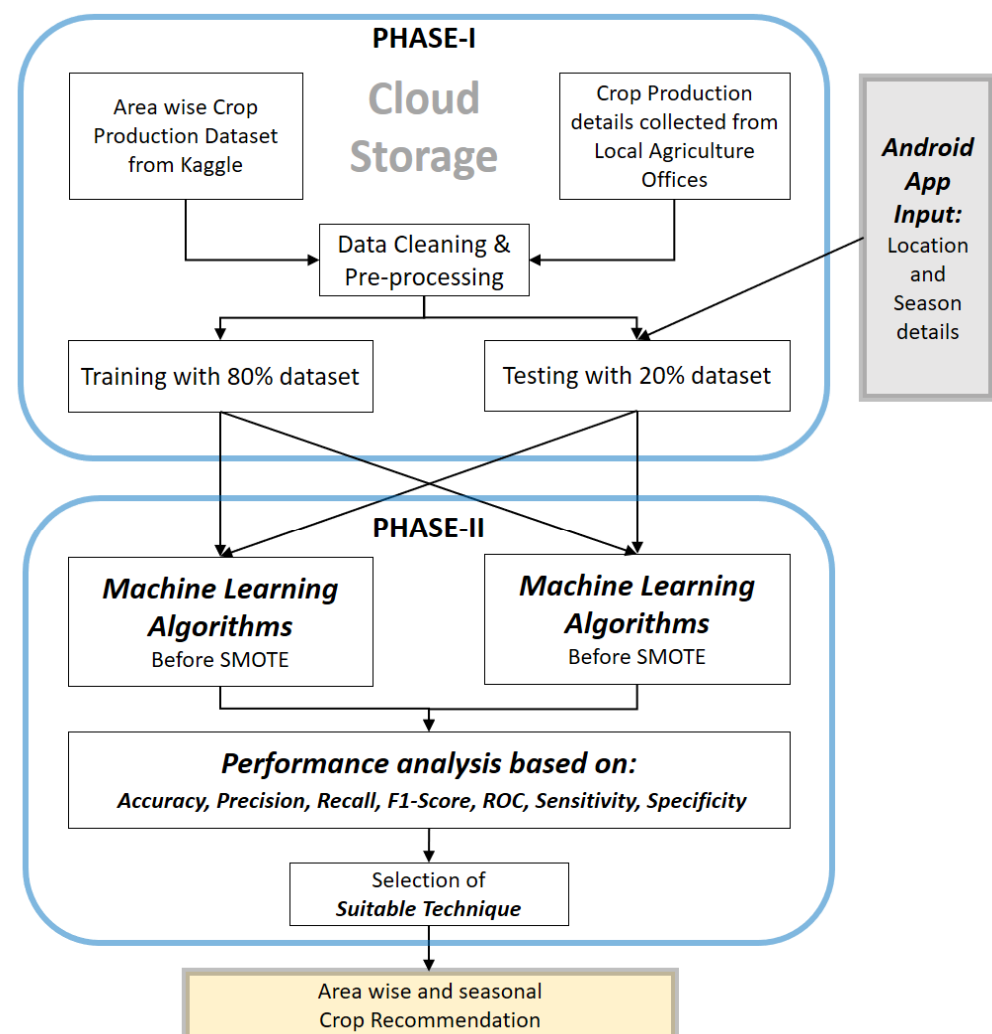 PHASE-I
Cloud
Storage
Area wise Crop
Production Dataset
from Kaggle
Crop Production
details collected from
Local Agriculture
Offices
Android
App
Input:
Location
and
Season
details
Data Cleaning &
Pre-processing
Training with 80% dataset
Testing with 20% dataset
PHASE-II
Machine Learning
Algorithms
Before SMOTE
Machine Learning
Algorithms
Before SMOTE
Performance analysis based on:
Accuracy, Precision, Recall, F1-Score, ROC, Sensitivity, Specificity
Selection of
Suitable Technique
Area wise and seasonal
Crop Recommendation